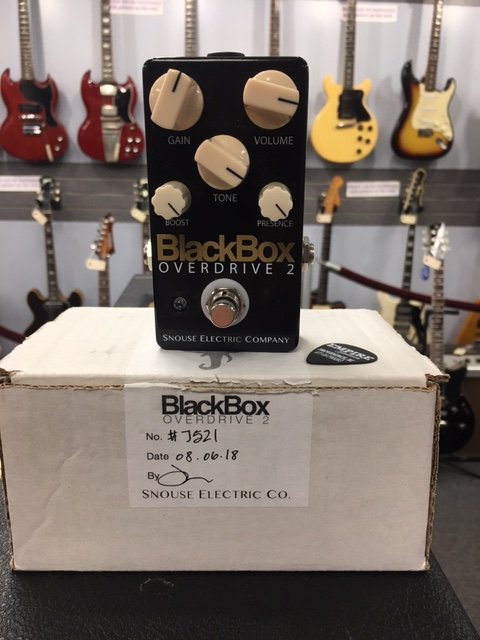 GAIN
VOLUME
TONE
BOOST
PRESENCE
BlackBox
OVERDRIVE 2
SNOUSE ELECTRIC COMPANY
EMPIRE
BlackBox
OVERDRIVE 2
No. #J521
Date 08.06.18
By
SNOUSE ELECTRIC CO.